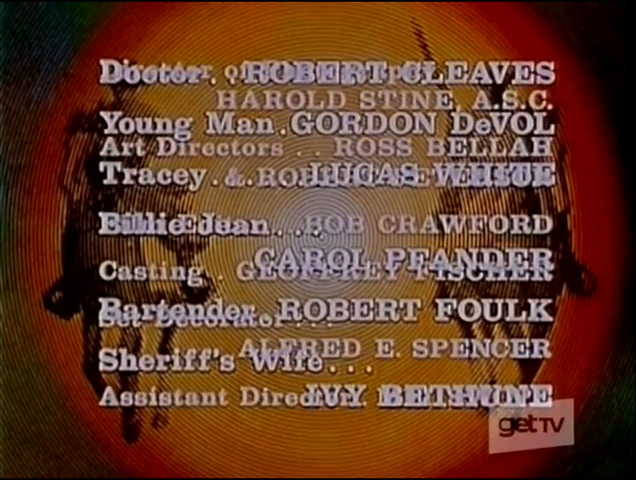 Doctor . . ROBERT CLEAVES
HAROLD STINE, A.S.C.
Young Man . GORDON DeVOL
Art Directors . . ROSS BELLAH
Tracey . . . LUCAS WHITE
&
Billie Jean . . .
BOB CRAWFORD
CAROL PFANDER
Casting . . GEOFFREY FISCHER
Bartender ROBERT FOULK
Set Decorator . . .
ALFRED E. SPENCER
Sheriff's Wife . . .
Assistant Director
IVY BETHUNE
getTV